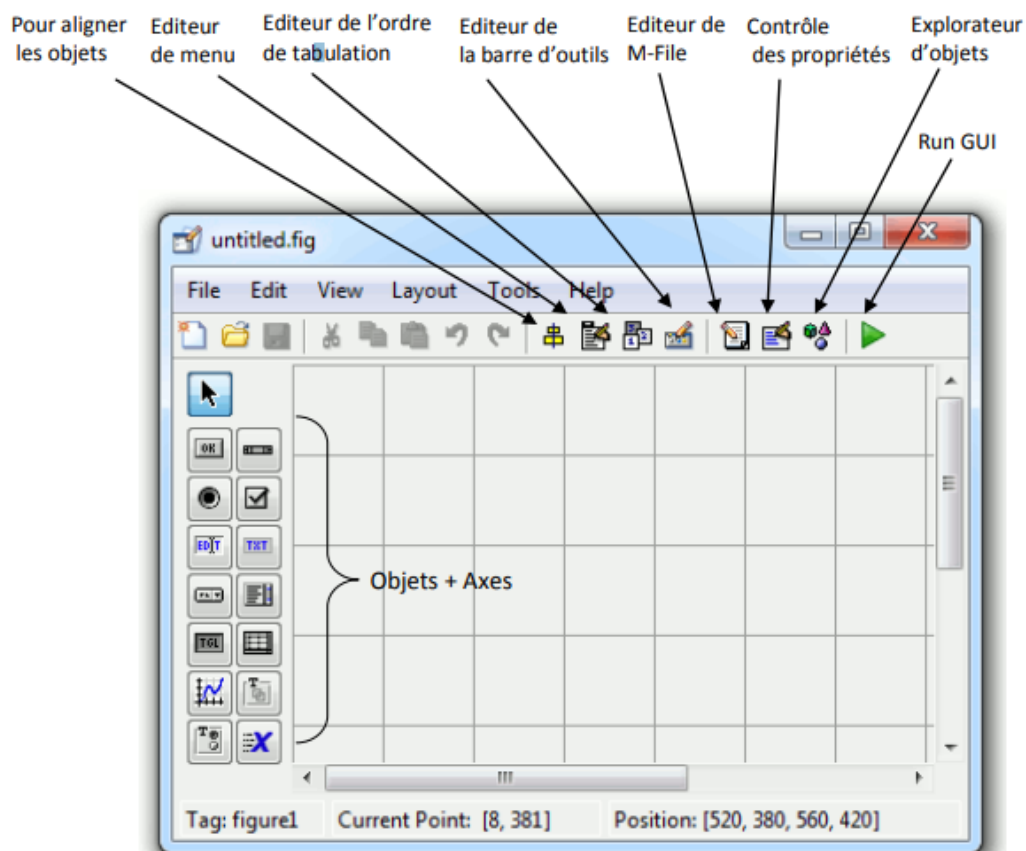 Pour aligner
les objets
Editeur
de menu
Editeur de l’ordre
de tabulation
Editeur de
la barre d’outils
Editeur de
M-File
Contrôle
des propriétés
Explorateur
d’objets
Run GUI
untitled.fig
File Edit View Layout Tools Help
OK
EDIT TXT
TGL
Objets + Axes
Tag: figure1 Current Point: [8, 381] Position: [520, 380, 560, 420]